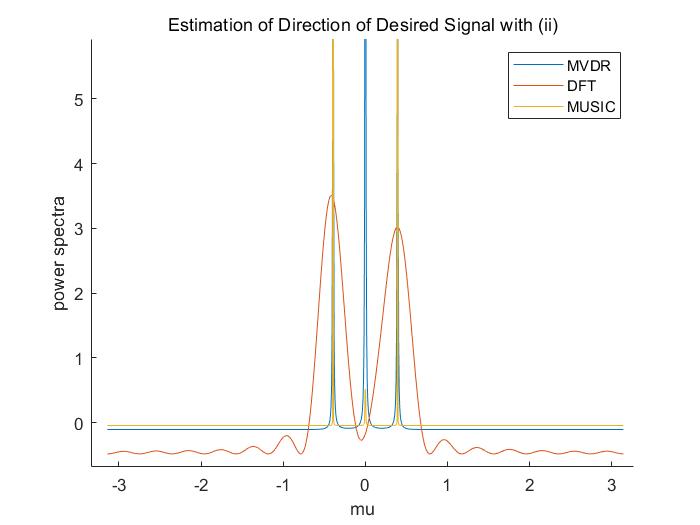 Estimation of Direction of Desired Signal with (ii)
MVDR
DFT
MUSIC
5
4
3
2
1
0
power spectra
-3 -2 -1 0 1 2 3
mu